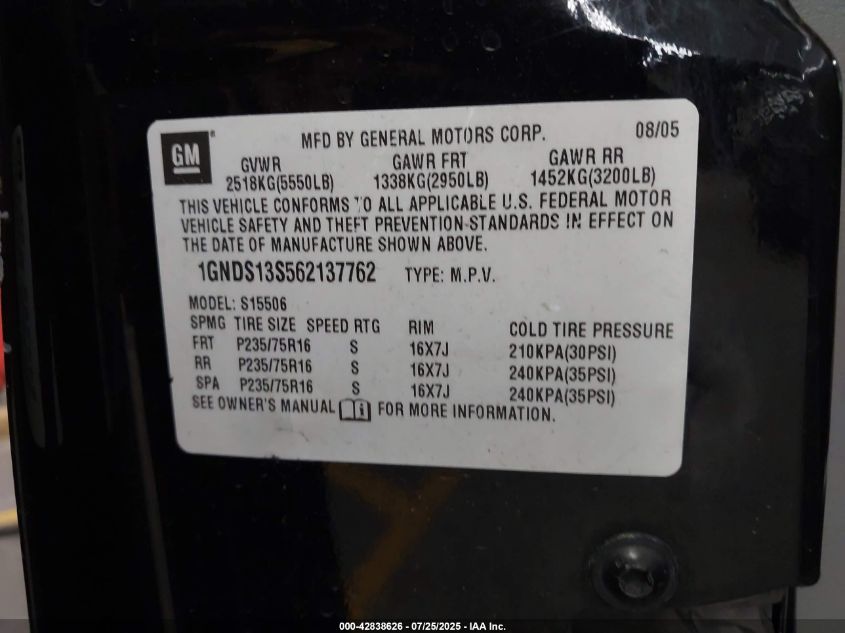 GM
MFD BY GENERAL MOTORS CORP. 08/05
GVWR GAWR FRT GAWR RR
2518KG(5550LB) 1338KG(2950LB) 1452KG(3200LB)
THIS VEHICLE CONFORMS TO ALL APPLICABLE U.S. FEDERAL MOTOR
VEHICLE SAFETY AND THEFT PREVENTION STANDARDS IN EFFECT ON
THE DATE OF MANUFACTURE SHOWN ABOVE.
1GNDS13S562137762 TYPE: M.P.V.
MODEL: S15506
SPMG TIRE SIZE SPEED RTG RIM COLD TIRE PRESSURE
FRT P235/75R16 S 16X7J 210KPA(30PSI)
RR P235/75R16 S 16X7J 240KPA(35PSI)
SPA P235/75R16 S 16X7J 240KPA(35PSI)
SEE OWNER'S MANUAL FOR MORE INFORMATION.
000-42838626 - 07/25/2025 - IAA Inc.